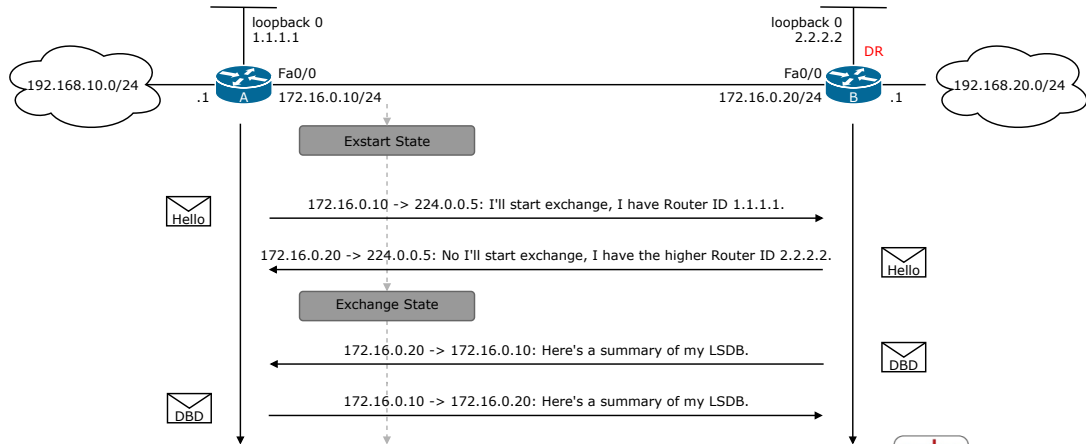 loopback 0
1.1.1.1
loopback 0
2.2.2.2
DR
192.168.10.0/24
Fa0/0
Fa0/0
192.168.20.0/24
.1
A
172.16.0.10/24
172.16.0.20/24
B
.1
Exstart State
172.16.0.10 -> 224.0.0.5: I'll start exchange, I have Router ID 1.1.1.1.
Hello
172.16.0.20 -> 224.0.0.5: No I'll start exchange, I have the higher Router ID 2.2.2.2.
Hello
Exchange State
172.16.0.20 -> 172.16.0.10: Here's a summary of my LSDB.
DBD
172.16.0.10 -> 172.16.0.20: Here's a summary of my LSDB.
DBD